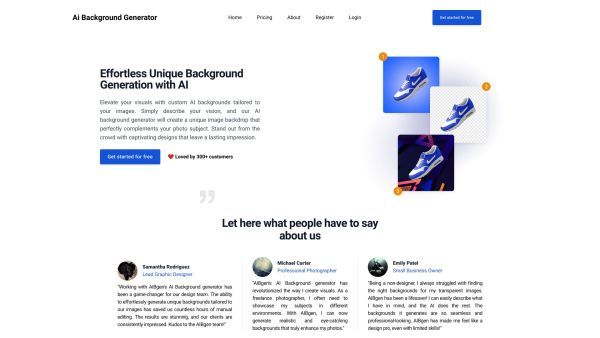 Ai Background Generator
Home
Pricing
About
Register
Login
Get started for free
Effortless Unique Background
Generation with AI
Elevate your visuals with custom AI backgrounds tailored to
your images. Simply describe your vision, and our AI
background generator will create a unique image backdrop that
perfectly complements your photo subject. Stand out from the
crowd with captivating designs that leave a lasting impression.
Get started for free
Loved by 300+ customers
1
2
3
Let here what people have to say
about us
Samantha Rodriguez
Lead Graphic Designer
"Working with AIBgen's AI Background generator has
been a game-changer for our design team. The ability
to effortlessly generate unique backgrounds tailored to
our images has saved us countless hours of manual
editing. The results are stunning, and our clients are
consistently impressed. Kudos to the AIBgen team!"
Michael Carter
Professional Photographer
"AIBgen's AI Background generator has
revolutionized the way I create visuals. As a
freelance photographer, I often need to
showcase my subjects in different
environments. With AIBgen, I can now
generate realistic and eye-catching
backgrounds that truly enhance my photos."
Emily Patel
Small Business Owner
"Being a non-designer, I always struggled with finding
the right backgrounds for my transparent images.
AIBgen has been a lifesaver! I can easily describe what
I have in mind, and the AI does the rest. The
backgrounds it generates are so seamless and
professional-looking. AIBgen has made me feel like a
design pro, even with limited skills!"